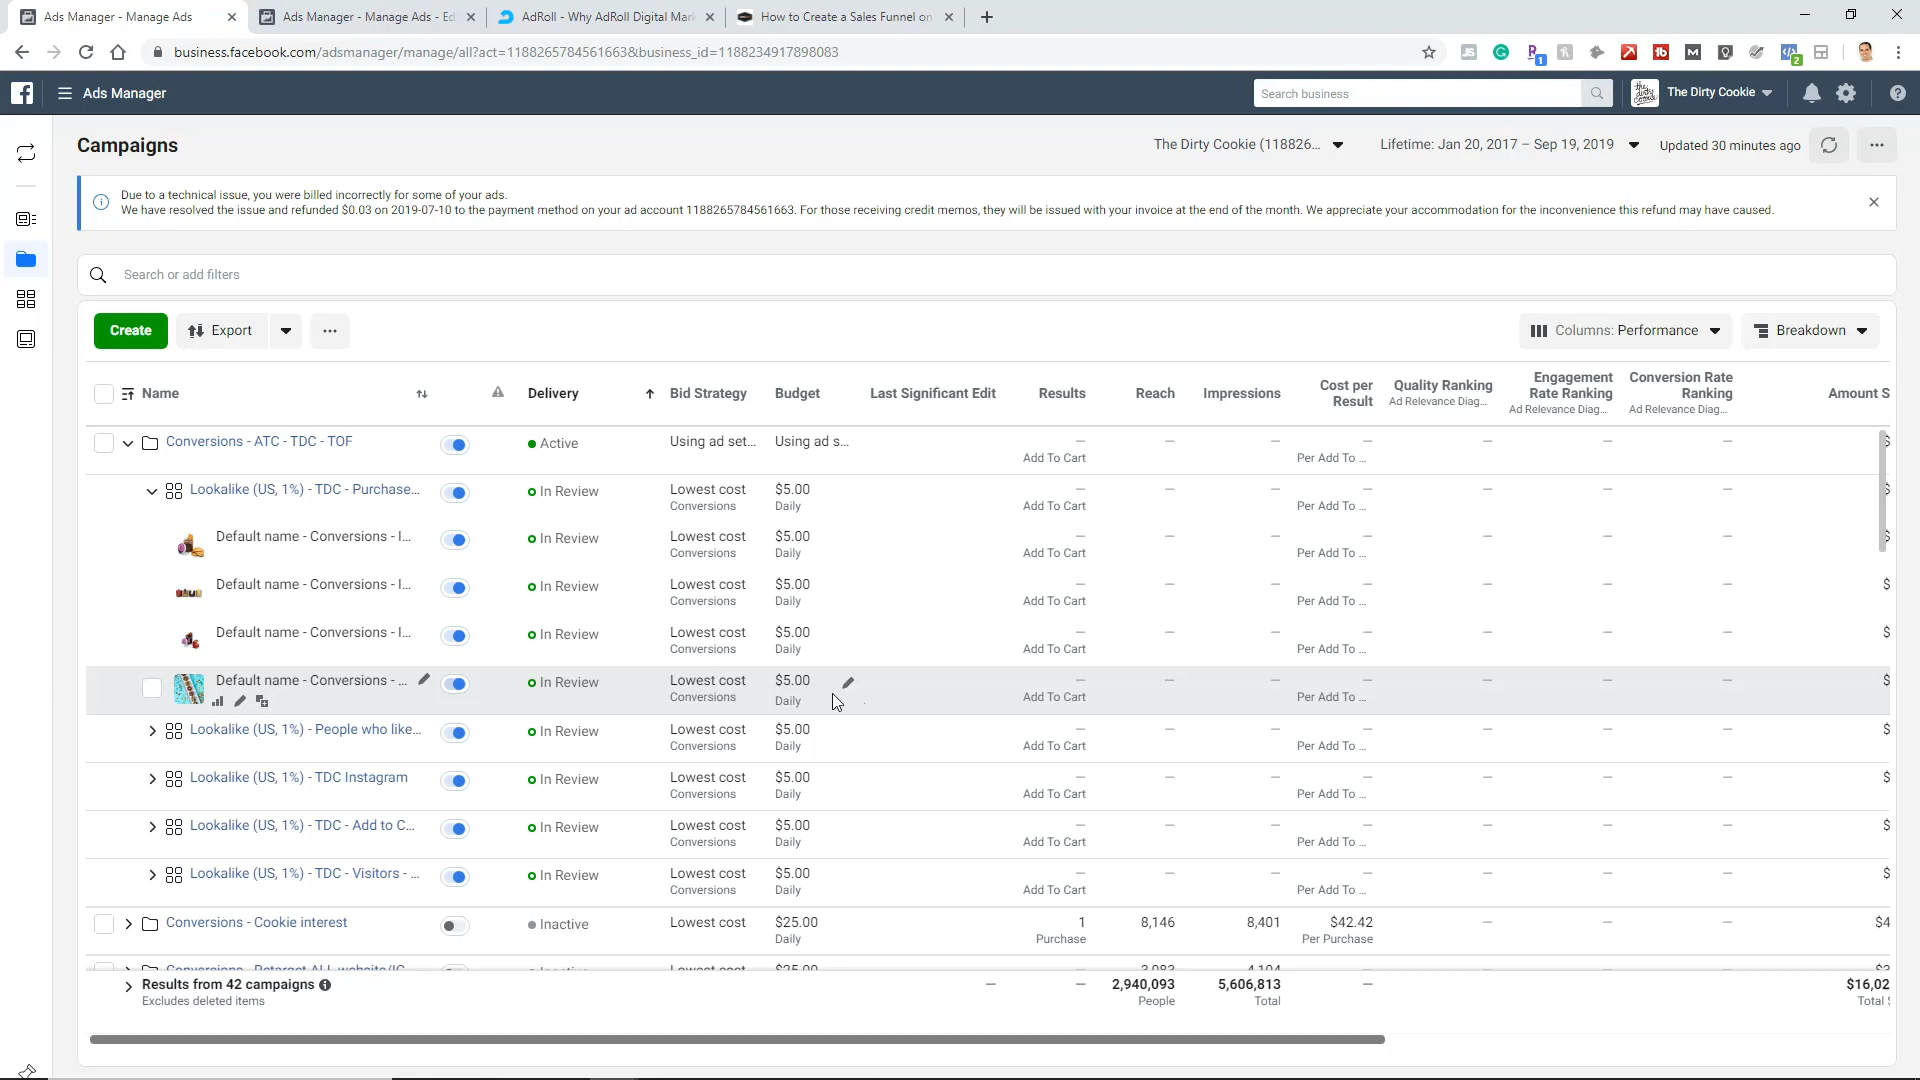 Ads Manager - Manage Ads
Ads Manager - Manage Ads - Ed
AdRoll - Why AdRoll Digital Mar
How to Create a Sales Funnel on
business.facebook.com/adsmanager/manage/all?act=1188265784561663&business_id=1188234917898083
Ads Manager
Search business
The Dirty Cookie
Campaigns
The Dirty Cookie (118826...
Lifetime: Jan 20, 2017 – Sep 19, 2019
Updated 30 minutes ago
Due to a technical issue, you were billed incorrectly for some of your ads.
We have resolved the issue and refunded $0.03 on 2019-07-10 to the payment method on your ad account 1188265784561663. For those receiving credit memos, they will be issued with your invoice at the end of the month. We appreciate your accommodation for the inconvenience this refund may have caused.
Search or add filters
Create Export Columns: Performance Breakdown
Name Delivery Bid Strategy Budget Last Significant Edit Results Reach Impressions Cost per Result Quality Ranking Engagement Rate Ranking Conversion Rate Ranking Amount S
Ad Relevance Diag... Ad Relevance Diag... Ad Relevance Diag...
Conversions - ATC - TDC - TOF Active Using ad set... Using ad s... — — — — — — —
Add To Cart Per Add To ...
Lookalike (US, 1%) - TDC - Purchase... In Review Lowest cost $5.00 — — — — — — —
Conversions Daily Add To Cart Per Add To ...
Default name - Conversions - I... In Review Lowest cost $5.00 — — — — — — —
Conversions Daily Add To Cart Per Add To ...
Default name - Conversions - I... In Review Lowest cost $5.00 — — — — — — — $
Conversions Daily Add To Cart Per Add To ...
Default name - Conversions - I... In Review Lowest cost $5.00 — — — — — — — $
Conversions Daily Add To Cart Per Add To ...
Default name - Conversions - ... In Review Lowest cost $5.00 — — — — — — — $
Conversions Daily Add To Cart Per Add To ...
Lookalike (US, 1%) - People who like... In Review Lowest cost $5.00 — — — — — — — $
Conversions Daily Add To Cart Per Add To ...
Lookalike (US, 1%) - TDC Instagram In Review Lowest cost $5.00 — — — — — — — $
Conversions Daily Add To Cart Per Add To ...
Lookalike (US, 1%) - TDC - Add to C... In Review Lowest cost $5.00 — — — — — — — $
Conversions Daily Add To Cart Per Add To ...
Lookalike (US, 1%) - TDC - Visitors - ... In Review Lowest cost $5.00 — — — — — — — $
Conversions Daily Add To Cart Per Add To ...
Conversions - Cookie interest Inactive Lowest cost $25.00 1 8,146 8,401 $42.42 — — — $4
Daily Purchase Per Purchase
Results from 42 campaigns — — 2,940,093 5,606,813 — $16,02
Excludes deleted items People Total Total S